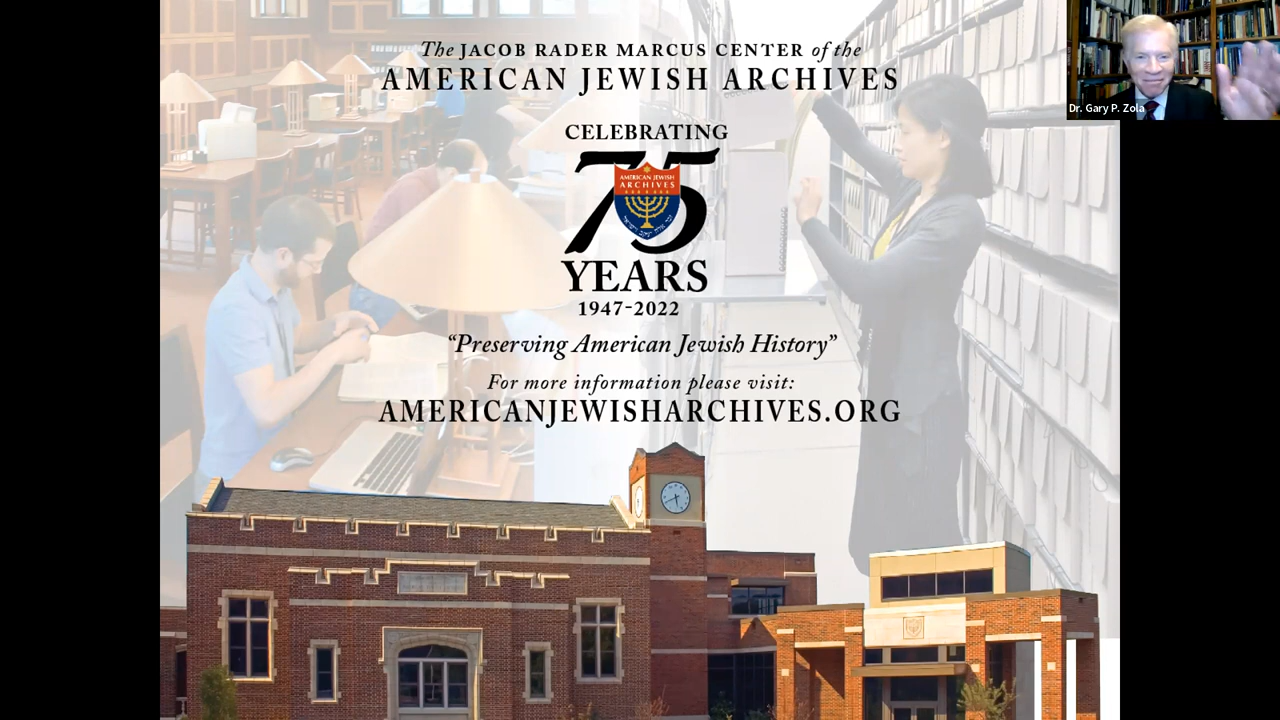 The JACOB RADER MARCUS CENTER of the
AMERICAN JEWISH ARCHIVES
CELEBRATING
75
AMERICAN JEWISH
ARCHIVES
YEARS
1947-2022
“Preserving American Jewish History”
For more information please visit:
AMERICANJEWISHARCHIVES.ORG
Dr. Gary P. Zola